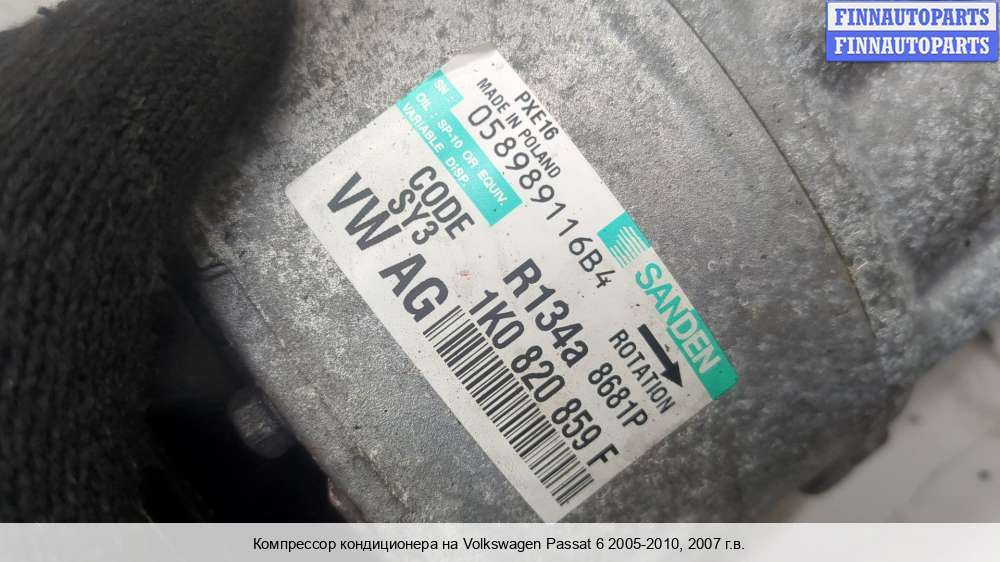 FINNAUTOPARTS
FINNAUTOPARTS
PXE16
MADE IN POLAND
SN :
058989116B4
OIL : SP-10 OR EQUIV.
VARIABLE DISP.
SANDEN
CODE
SY3
R134a 8681P
ROTATION
VW AG
1K0 820 859 F
Компрессор кондиционера на Volkswagen Passat 6 2005-2010, 2007 г.в.